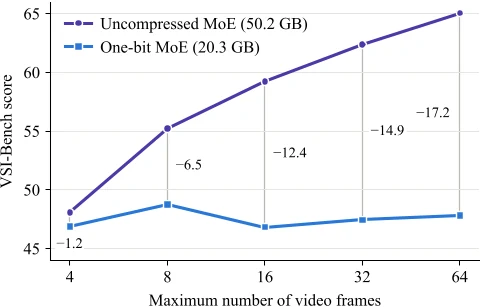 65
Uncompressed MoE (50.2 GB)
One-bit MoE (20.3 GB)
60
55
50
45
VSI-Bench score
−1.2
−6.5
−12.4
−14.9
−17.2
4 8 16 32 64
Maximum number of video frames